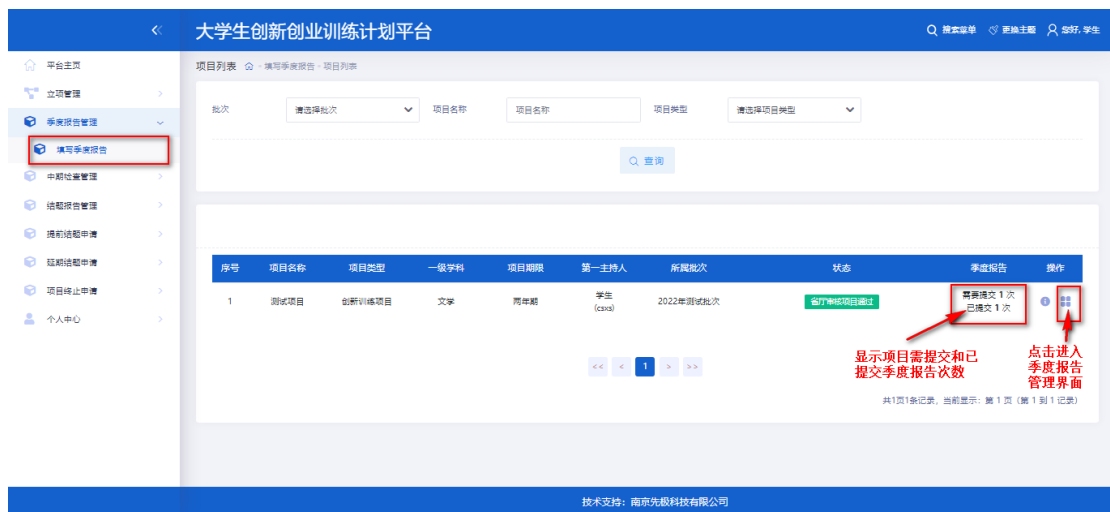 大学生创新创业训练计划平台
搜索菜单 更换主题 您好, 学生
平台主页
立项管理
季度报告管理
填写季度报告
中期检查管理
结题报告管理
提前结题申请
延期结题申请
项目终止申请
个人中心
项目列表 - 填写季度报告 - 项目列表
批次 请选择批次 项目名称 项目名称 项目类型 请选择项目类型
查询
序号 项目名称 项目类型 一级学科 项目期限 第一主持人 所属批次 状态 季度报告 操作
1 测试项目 创新训练项目 文学 两年期 学生 2022年测试批次 省厅审核项目通过 需要提交 1 次
(csxs) 已提交 1 次
显示项目需提交和已
提交季度报告次数
点击进入
季度报告
管理界面
<< < 1 > >>
共1页1条记录, 当前显示: 第 1 页 (第 1 到 1 记录)
技术支持: 南京先极科技有限公司